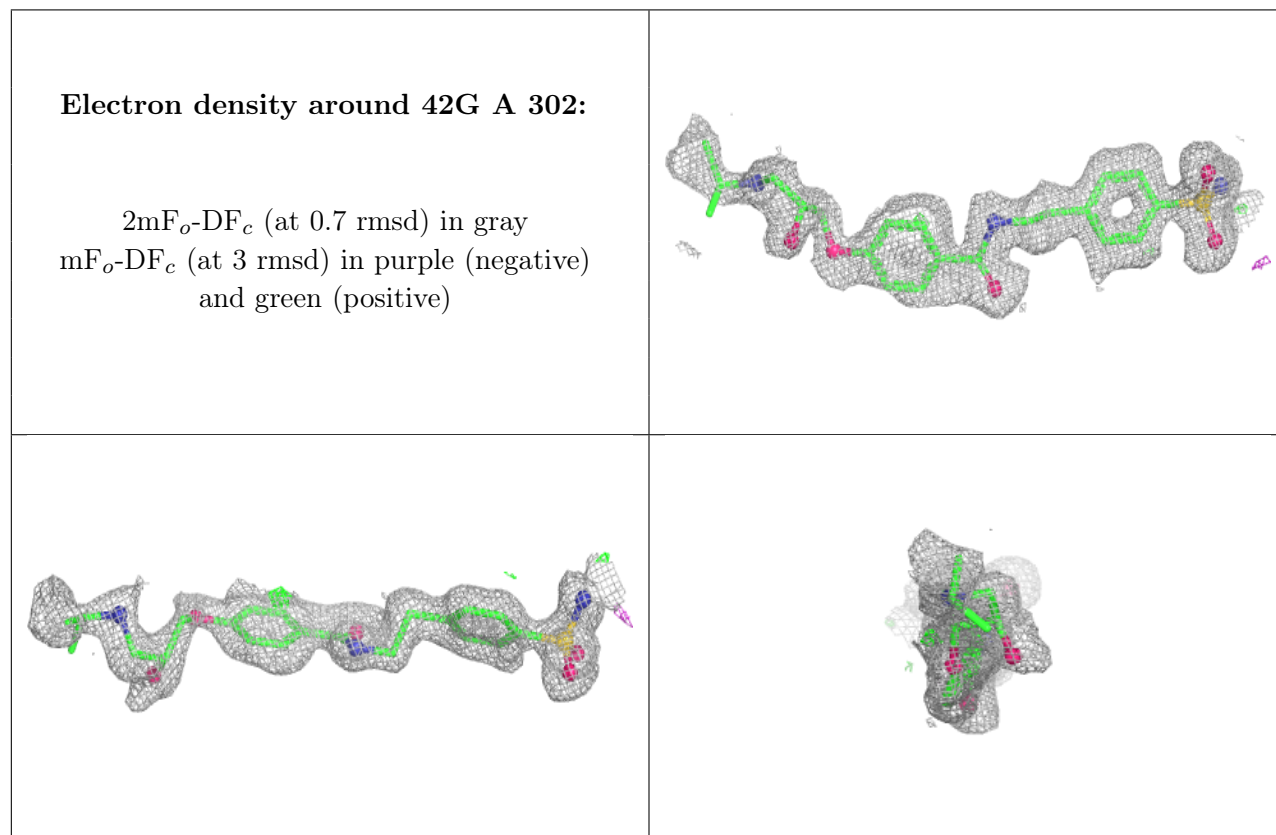 Electron density around 42G A 302:
2mFo-DFc (at 0.7 rmsd) in gray
mFo-DFc (at 3 rmsd) in purple (negative)
and green (positive)